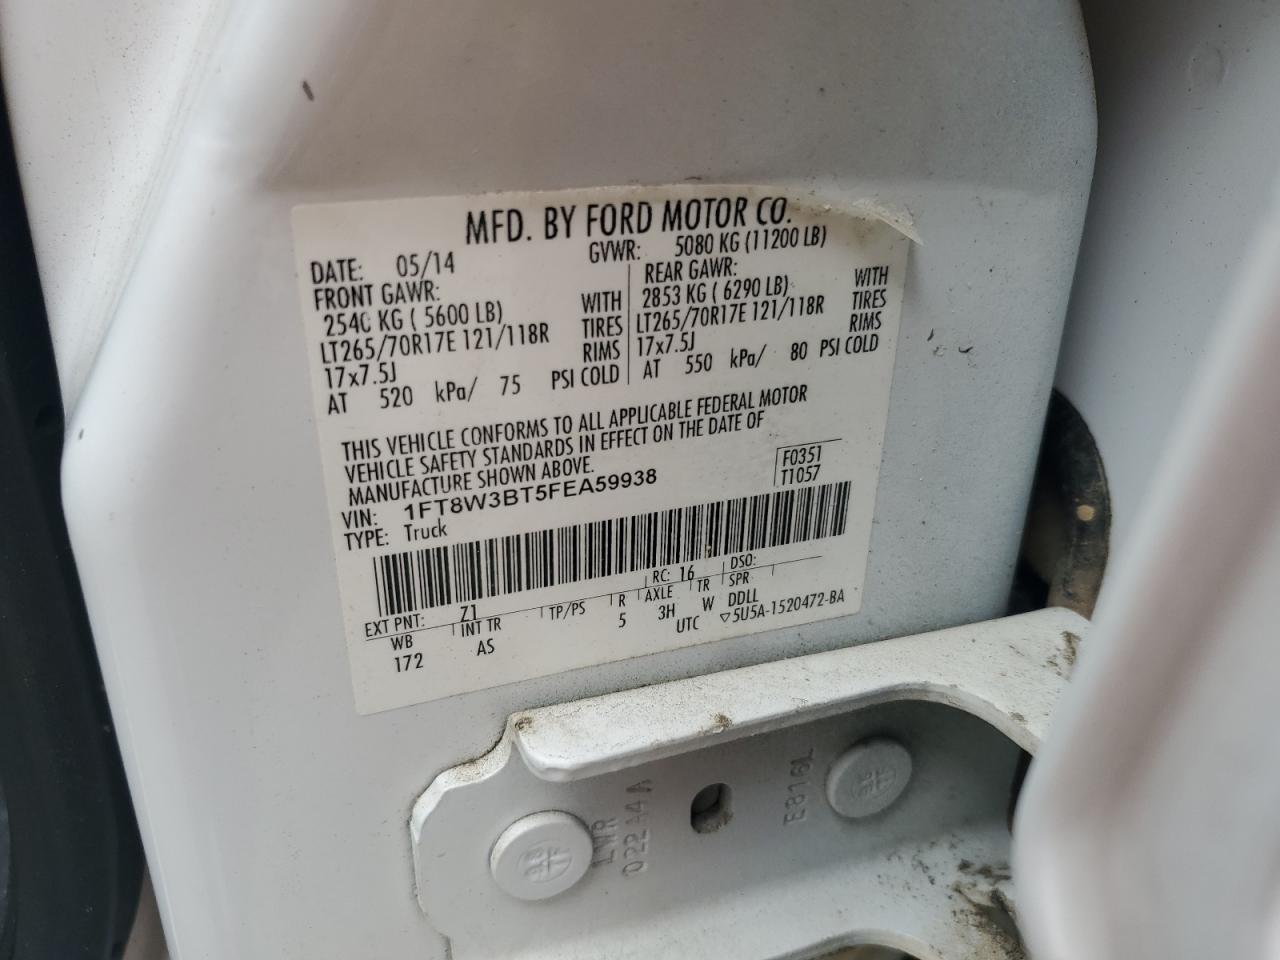 MFD. BY FORD MOTOR CO.
DATE: 05/14 GVWR: 5080 KG (11200 LB)
FRONT GAWR: REAR GAWR:
2540 KG ( 5600 LB) WITH 2853 KG ( 6290 LB) WITH
LT265/70R17E 121/118R TIRES LT265/70R17E 121/118R TIRES
17x7.5J RIMS 17x7.5J RIMS
AT 520 kPa/ 75 PSI COLD AT 550 kPa/ 80 PSI COLD
THIS VEHICLE CONFORMS TO ALL APPLICABLE FEDERAL MOTOR
VEHICLE SAFETY STANDARDS IN EFFECT ON THE DATE OF
MANUFACTURE SHOWN ABOVE.
VIN: 1FT8W3BT5FEA59938 F0351
TYPE: Truck T1057
EXT PNT: Z1 RC: 16 DSO:
WB INT TR TP/PS R AXLE TR SPR
172 AS 5 3H W DDLL
UTC ▽5U5A-1520472-BA
LWR
02244A
E816L